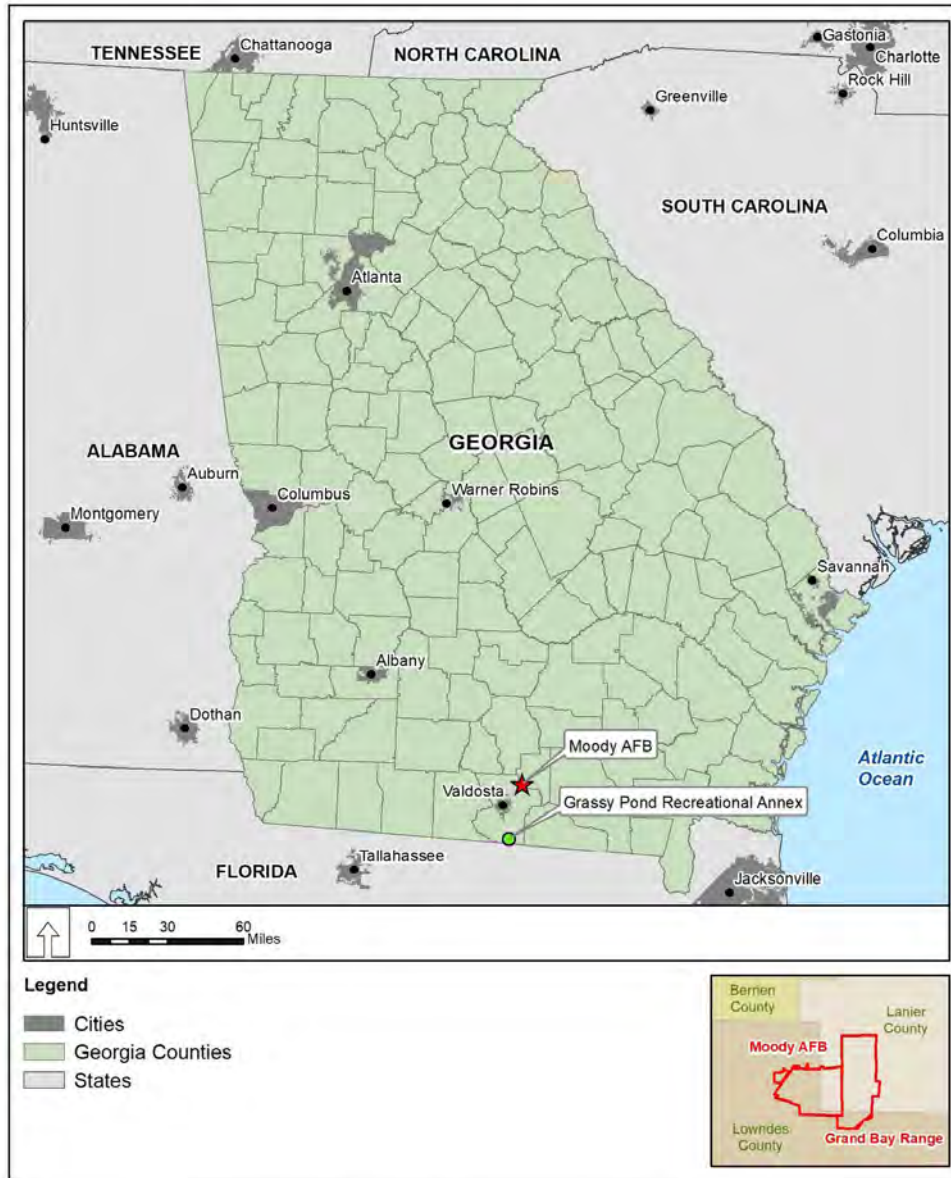 TENNESSEE
Chattanooga
NORTH CAROLINA
Gastonia
Charlotte
Rock Hill
Huntsville
Greenville
SOUTH CAROLINA
Columbia
Atlanta
GEORGIA
ALABAMA
Auburn
Columbus
Warner Robins
Montgomery
Savannah
Albany
Dothan
Moody AFB
Atlantic
Ocean
Valdosta
Grassy Pond Recreational Annex
Tallahassee
FLORIDA
Jacksonville
0 15 30 60
Miles
Legend
Cities
Georgia Counties
States
Berrien
County
Lanier
County
Moody AFB
Lowndes
County
Grand Bay Range